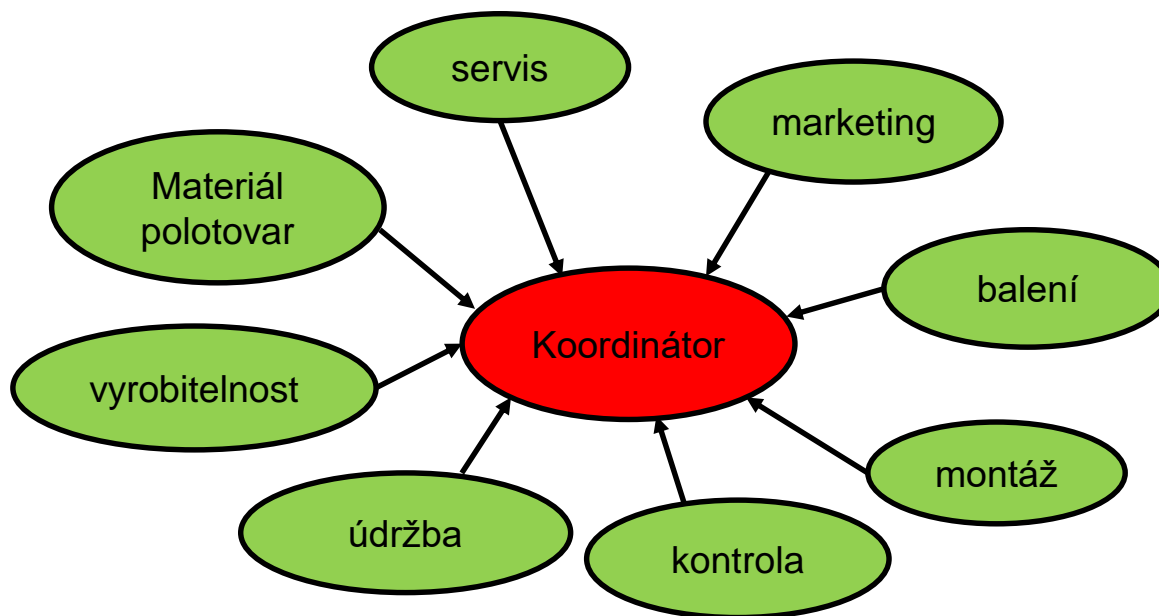 servis
marketing
Materiál
polotovar
balení
Koordinátor
vyrobitelnost
montáž
údržba
kontrola